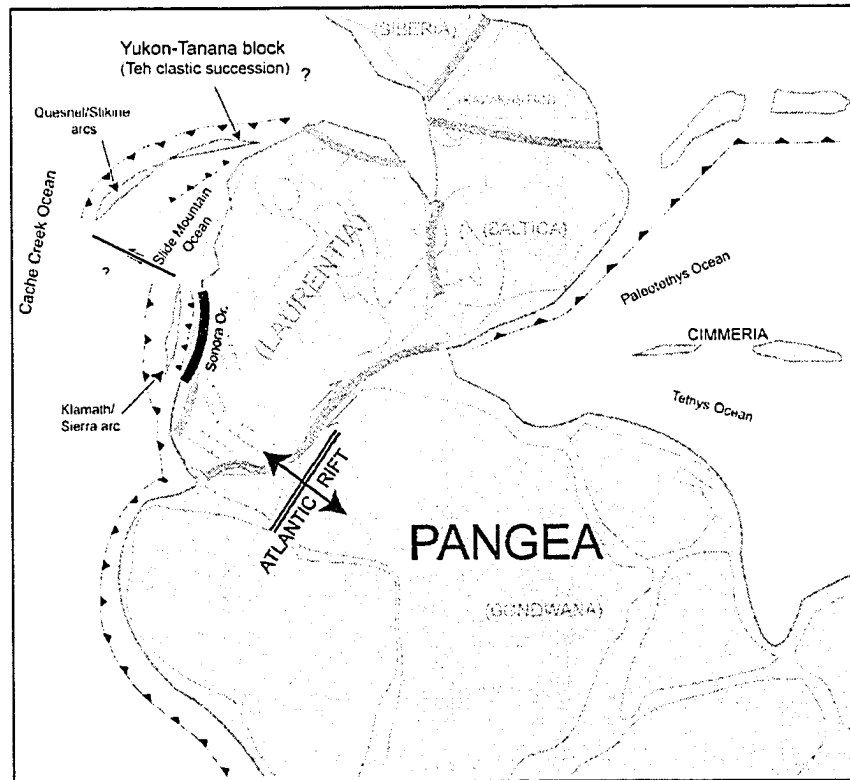 (SIBERIA)
Yukon-Tanana block
(Teh clastic succession)
?
Quesnel/Stikine
arcs
Cache Creek Ocean
Slide Mountain
Ocean
?
(LAURENTIA)
(BALTICA)
Paleotethys Ocean
CIMMERIA
Tethys Ocean
Sonora Or.
Klamath/
Sierra arc
ATLANTIC RIFT
PANGEA
(GONDWANA)